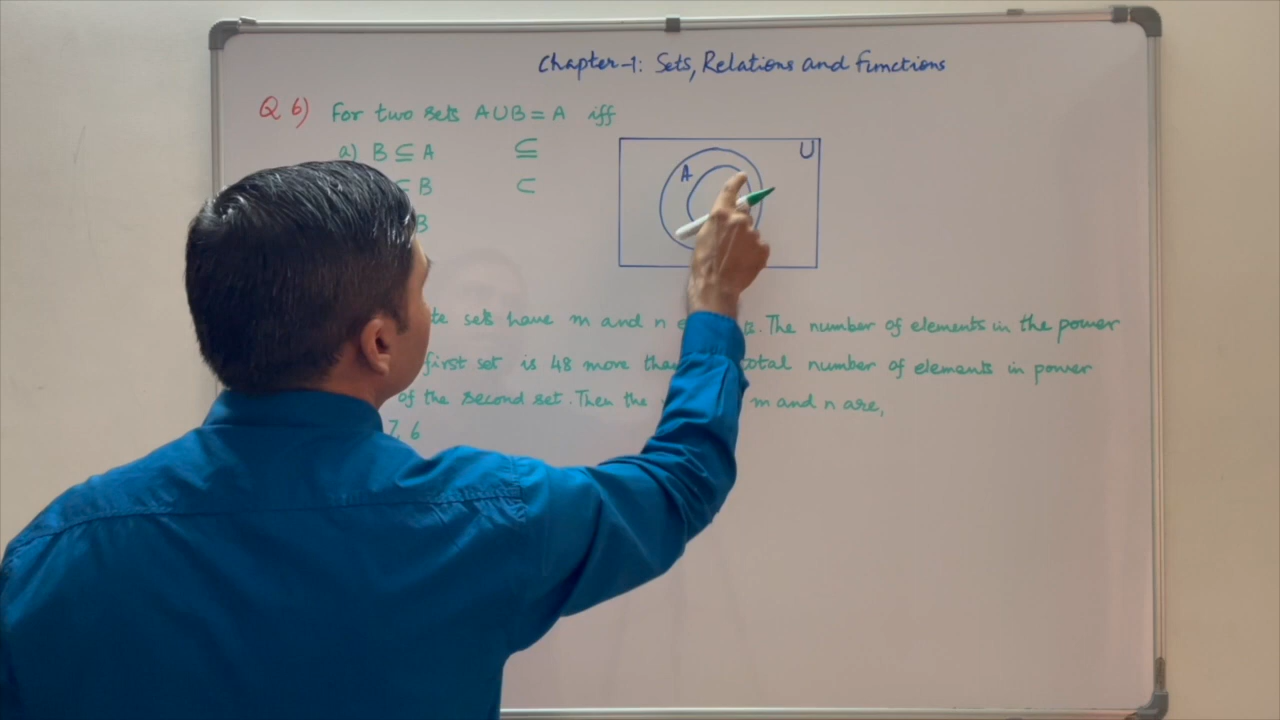 Chapter-1: Sets, Relations and Functions
Q 6) For two sets A∪B = A iff
a) B ⊆ A ⊆
⊆ B ⊂
B
U
A
sets have m and n The number of elements in the power
first set is 48 more total number of elements in power
of the second set. Then the m and n are,
7, 6